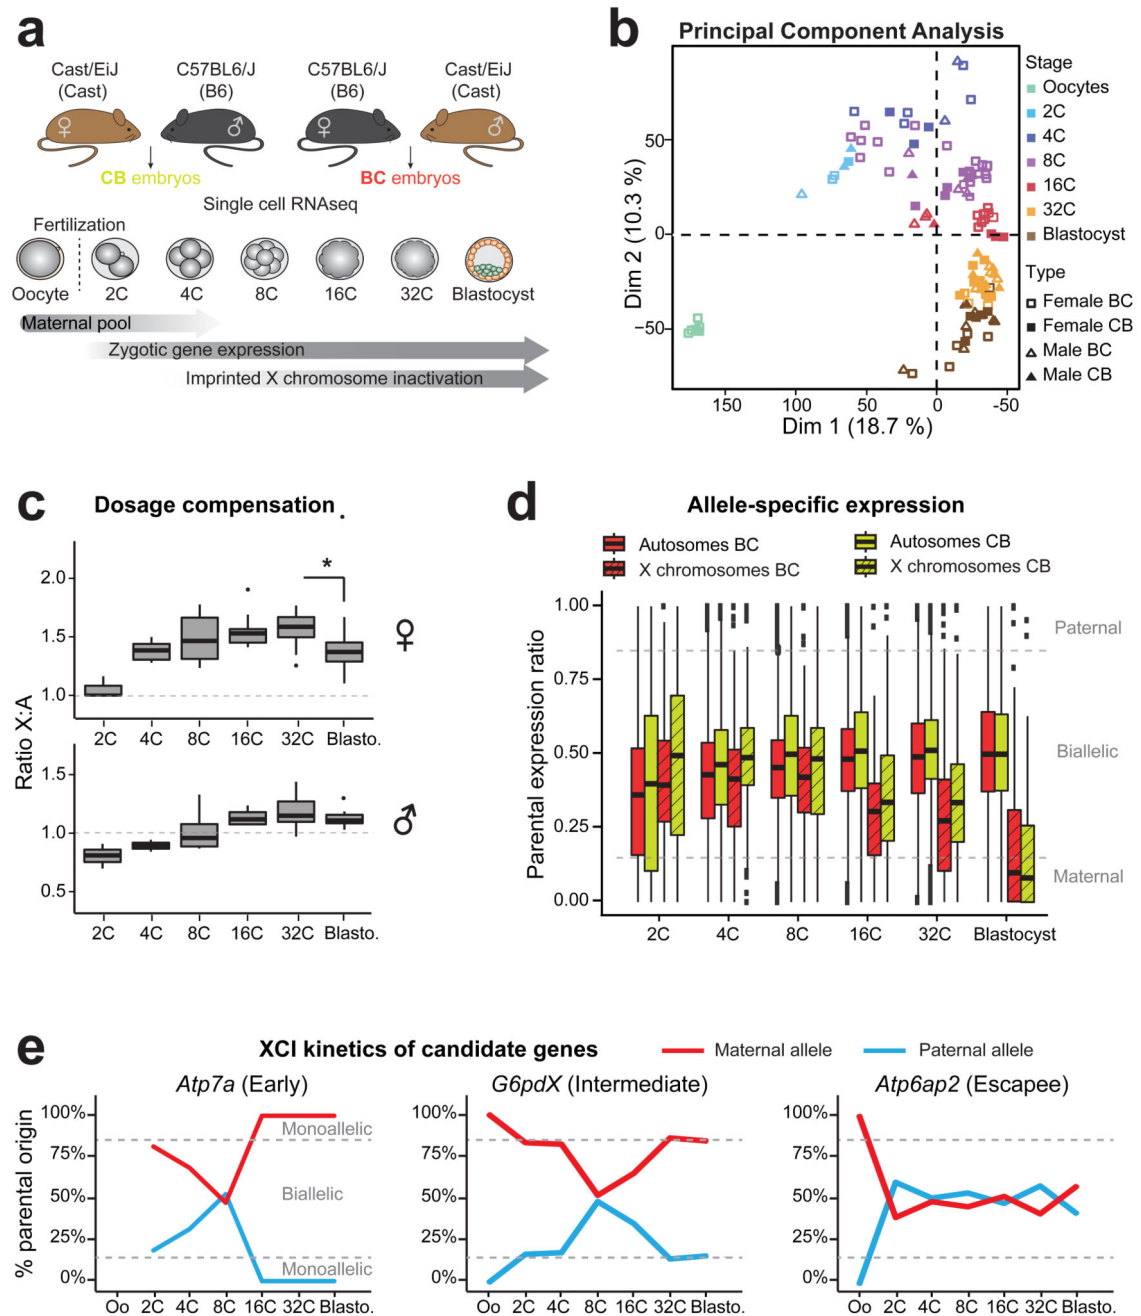 a
Cast/EiJ
(Cast)
C57BL6/J
(B6)
C57BL6/J
(B6)
Cast/EiJ
(Cast)
♀
♂
♀
♂
CB embryos
BC embryos
Single cell RNAseq
Fertilization
Oocyte
2C
4C
8C
16C
32C
Blastocyst
Maternal pool
Zygotic gene expression
Imprinted X chromosome inactivation
b
Principal Component Analysis
Dim 2 (10.3 %)
50
0
−50
150
100
50
0
-50
Dim 1 (18.7 %)
Stage
Oocytes
2C
4C
8C
16C
32C
Blastocyst
Type
Female BC
Female CB
Male BC
Male CB
c
Dosage compensation
Ratio X:A
2.0
1.5
1.0
*
♀
2C
4C
8C
16C
32C
Blasto.
1.5
1.0
0.5
♂
2C
4C
8C
16C
32C
Blasto.
d
Allele-specific expression
Autosomes BC
X chromosomes BC
Autosomes CB
X chromosomes CB
Parental expression ratio
1.00
0.75
0.50
0.25
0.00
Paternal
Biallelic
Maternal
2C
4C
8C
16C
32C
Blastocyst
e
XCI kinetics of candidate genes
Maternal allele
Paternal allele
% parental origin
Atp7a (Early)
100%
75%
50%
25%
0%
Monoallelic
Biallelic
Monoallelic
Oo 2C 4C 8C 16C 32C Blasto.
G6pdX (Intermediate)
100%
75%
50%
25%
0%
Oo 2C 4C 8C 16C 32C Blasto.
Atp6ap2 (Escapee)
100%
75%
50%
25%
0%
Oo 2C 4C 8C 16C 32C Blasto.